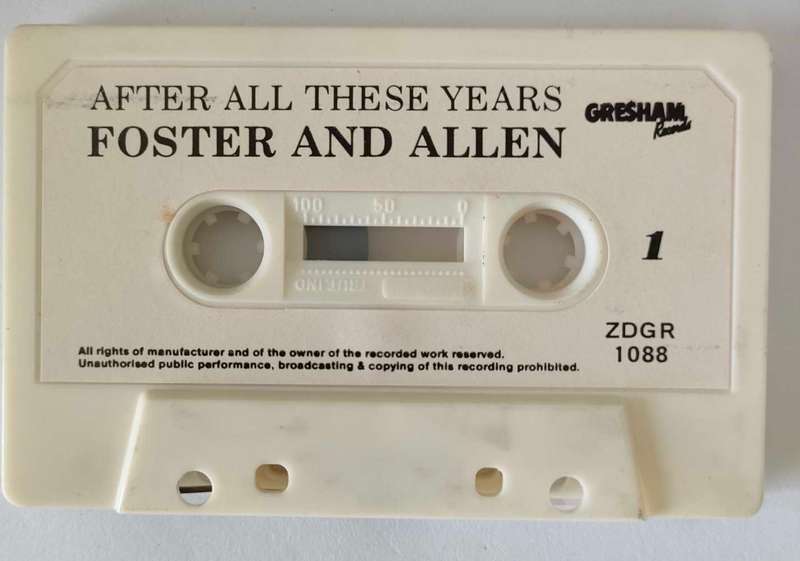 AFTER ALL THESE YEARS
FOSTER AND ALLEN
GRESHAM
Records
100 50 0
1
ZDGR
1088
All rights of manufacturer and of the owner of the recorded work reserved.
Unauthorised public performance, broadcasting & copying of this recording prohibited.